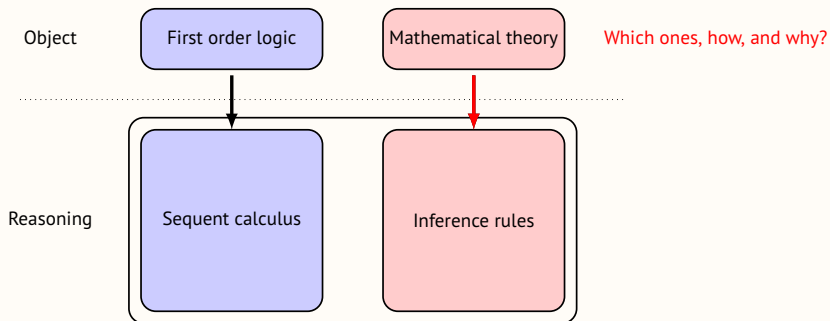 Object
First order logic
Mathematical theory
Which ones, how, and why?
Reasoning
Sequent calculus
Inference rules